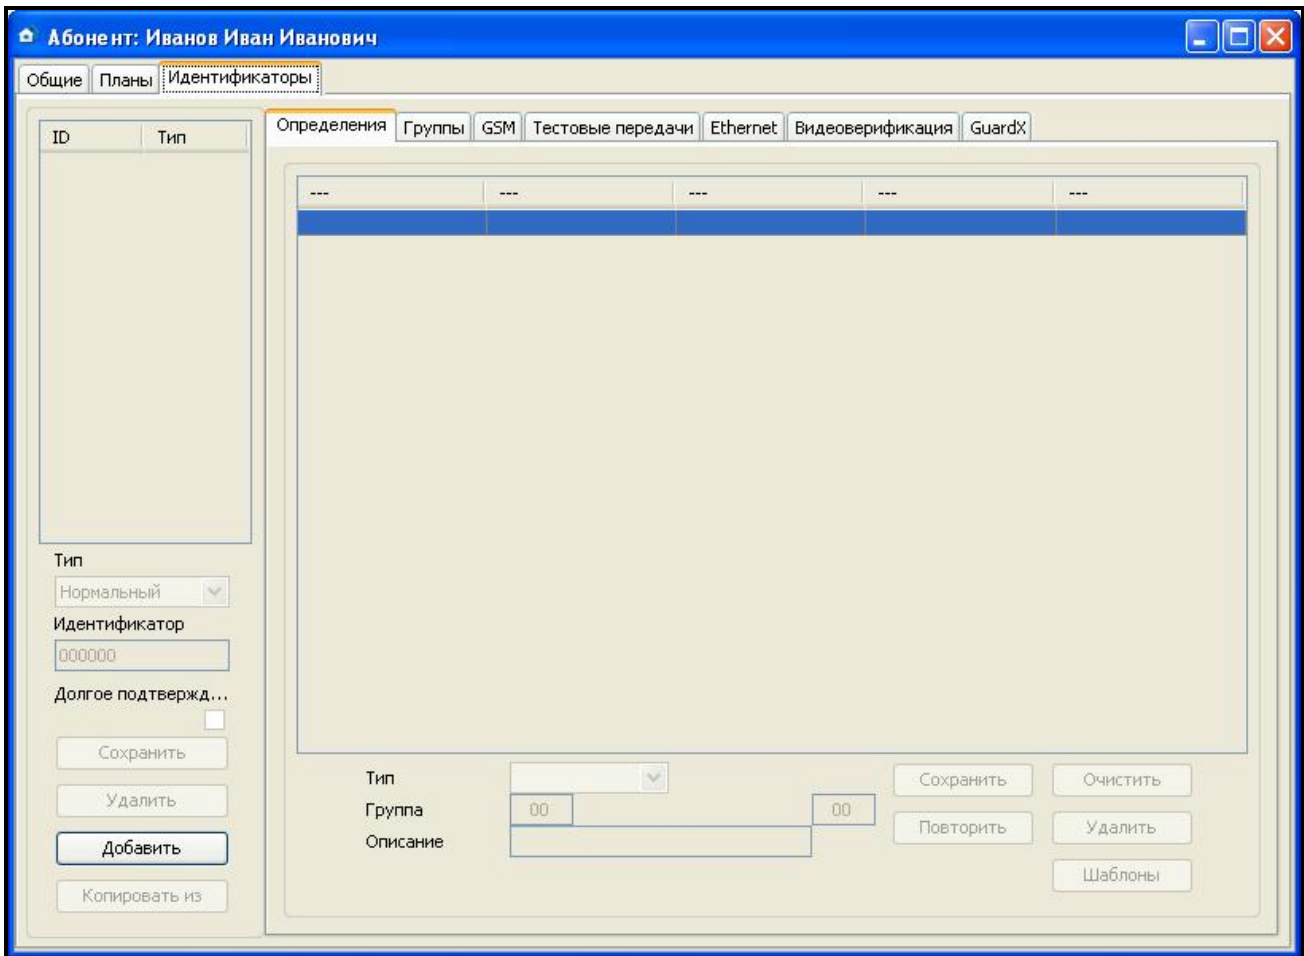 Абонент: Иванов Иван Иванович
Общие Планы Идентификаторы
ID Тип
Определения Группы GSM Тестовые передачи Ethernet Видеоверификация GuardX
--- --- --- --- ---
Тип
Нормальный
Идентификатор
000000
Долгое подтвержд...
Сохранить
Удалить
Добавить
Копировать из
Тип
Группа 00 00
Описание
Сохранить Очистить
Повторить Удалить
Шаблоны